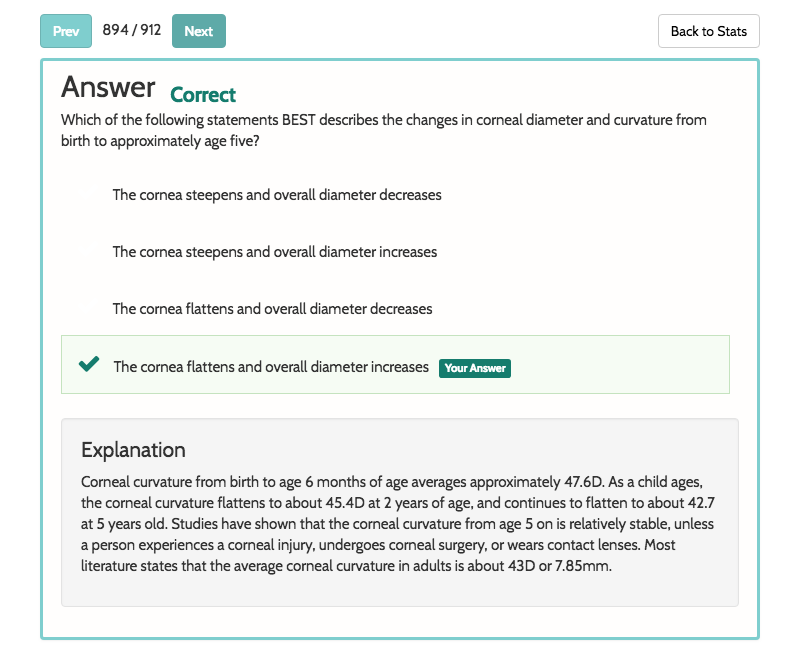 Prev 894 / 912 Next Back to Stats
Answer Correct
Which of the following statements BEST describes the changes in corneal diameter and curvature from
birth to approximately age five?
The cornea steepens and overall diameter decreases
The cornea steepens and overall diameter increases
The cornea flattens and overall diameter decreases
The cornea flattens and overall diameter increases Your Answer
Explanation
Corneal curvature from birth to age 6 months of age averages approximately 47.6D. As a child ages,
the corneal curvature flattens to about 45.4D at 2 years of age, and continues to flatten to about 42.7
at 5 years old. Studies have shown that the corneal curvature from age 5 on is relatively stable, unless
a person experiences a corneal injury, undergoes corneal surgery, or wears contact lenses. Most
literature states that the average corneal curvature in adults is about 43D or 7.85mm.